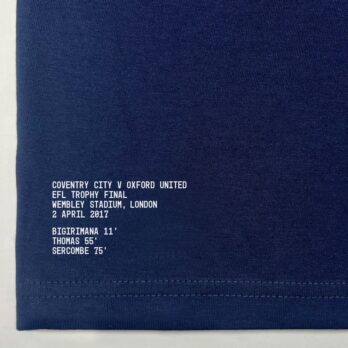 COVENTRY CITY V OXFORD UNITED
EFL TROPHY FINAL
WEMBLEY STADIUM, LONDON
2 APRIL 2017
BIGIRIMANA 11'
THOMAS 55'
SERCOMBE 75'